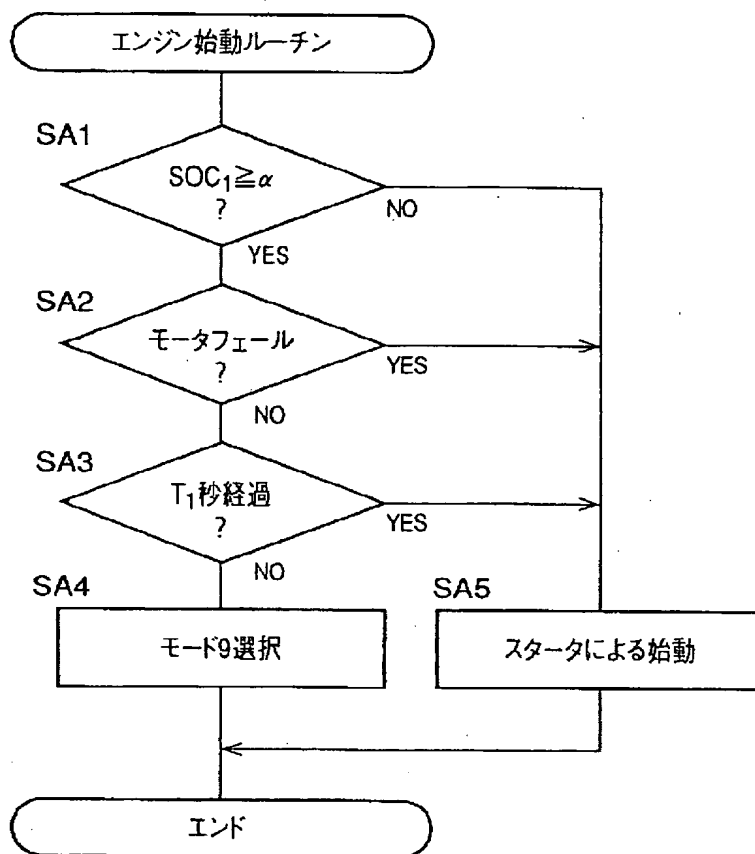 エンジン始動ルーチン
SA1
SOC₁≧α
?
NO
YES
SA2
モータフェール
?
YES
NO
SA3
T₁秒経過
?
YES
NO
SA4
モード9選択
SA5
スタータによる始動
エンド